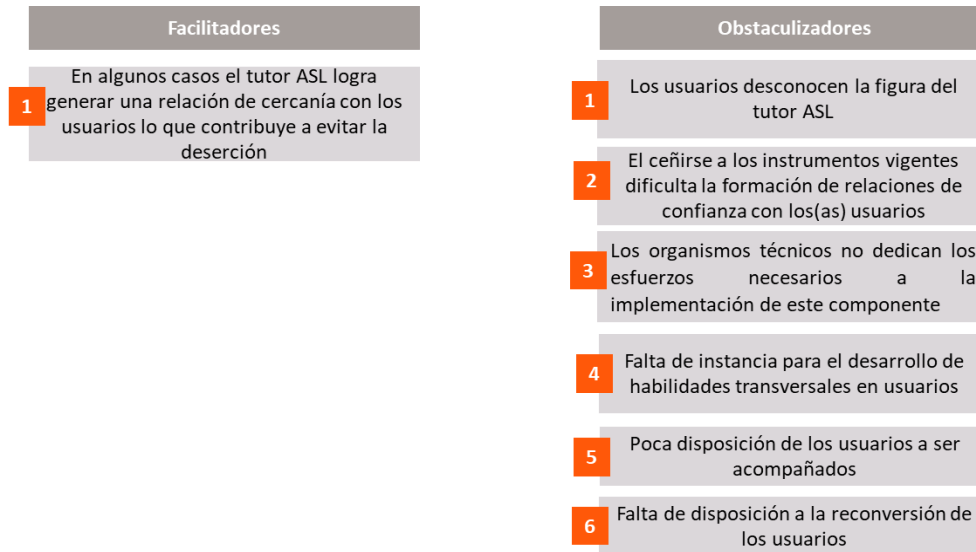 Facilitadores
1
En algunos casos el tutor ASL logra
generar una relación de cercanía con los
usuarios lo que contribuye a evitar la
deserción
Obstaculizadores
1
Los usuarios desconocen la figura del
tutor ASL
2
El ceñirse a los instrumentos vigentes
dificulta la formación de relaciones de
confianza con los(as) usuarios
3
Los organismos técnicos no dedican los
esfuerzos necesarios a la
implementación de este componente
4
Falta de instancia para el desarrollo de
habilidades transversales en usuarios
5
Poca disposición de los usuarios a ser
acompañados
6
Falta de disposición a la reconversión de
los usuarios